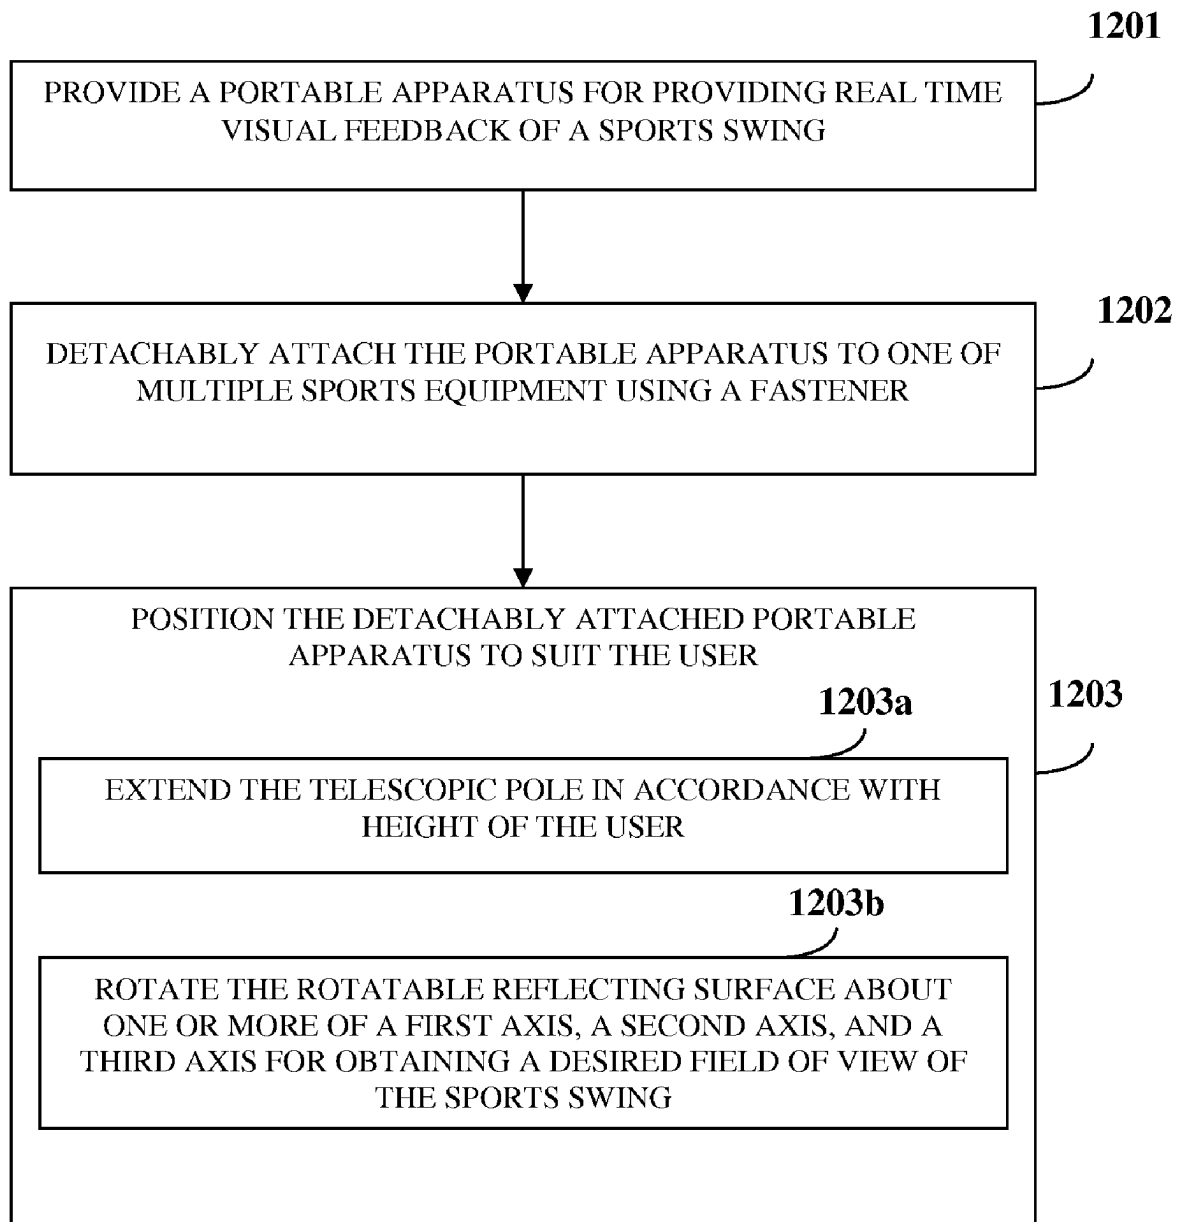 1201
PROVIDE A PORTABLE APPARATUS FOR PROVIDING REAL TIME
VISUAL FEEDBACK OF A SPORTS SWING
1202
DETACHABLY ATTACH THE PORTABLE APPARATUS TO ONE OF
MULTIPLE SPORTS EQUIPMENT USING A FASTENER
POSITION THE DETACHABLY ATTACHED PORTABLE
APPARATUS TO SUIT THE USER
1203
1203a
EXTEND THE TELESCOPIC POLE IN ACCORDANCE WITH
HEIGHT OF THE USER
1203b
ROTATE THE ROTATABLE REFLECTING SURFACE ABOUT
ONE OR MORE OF A FIRST AXIS, A SECOND AXIS, AND A
THIRD AXIS FOR OBTAINING A DESIRED FIELD OF VIEW OF
THE SPORTS SWING